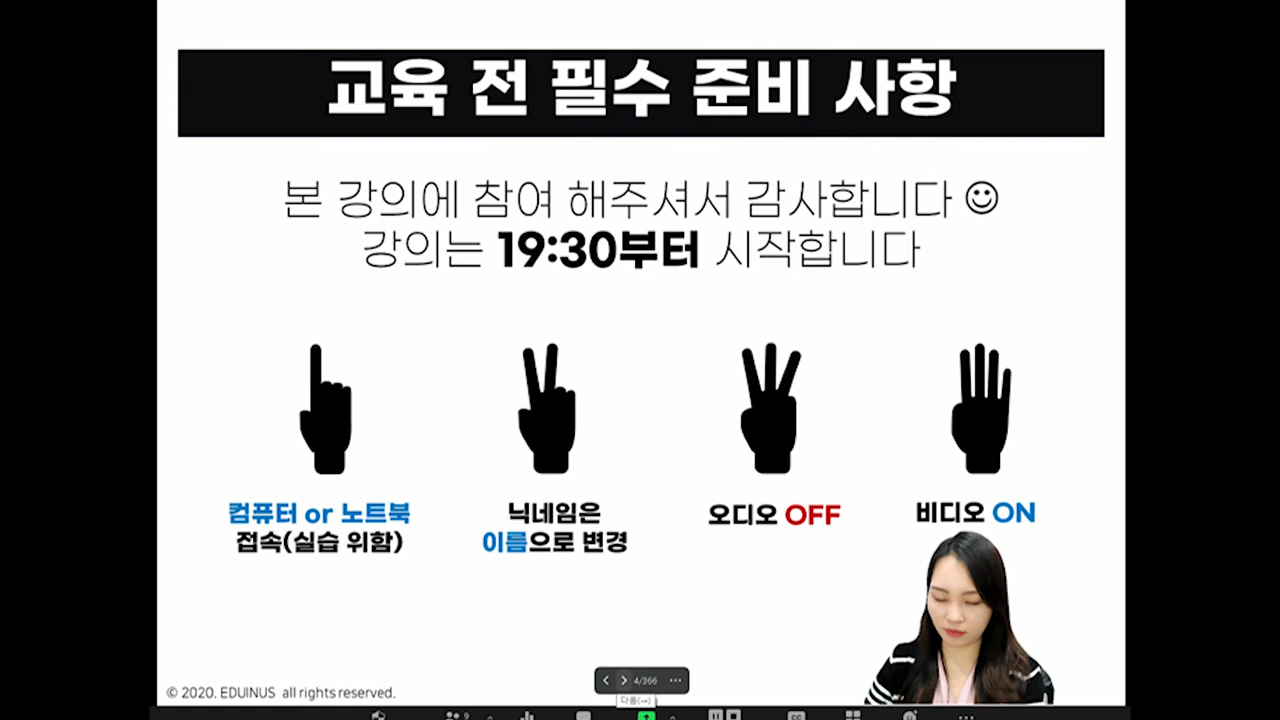 교육 전 필수 준비 사항
본 강의에 참여 해주셔서 감사합니다
강의는 19:30부터 시작합니다
컴퓨터 or 노트북
접속(실습 위함)
닉네임은
이름으로 변경
오디오 OFF
비디오 ON
4/366
다음(→)
© 2020. EDUINUS all rights reserved.
9